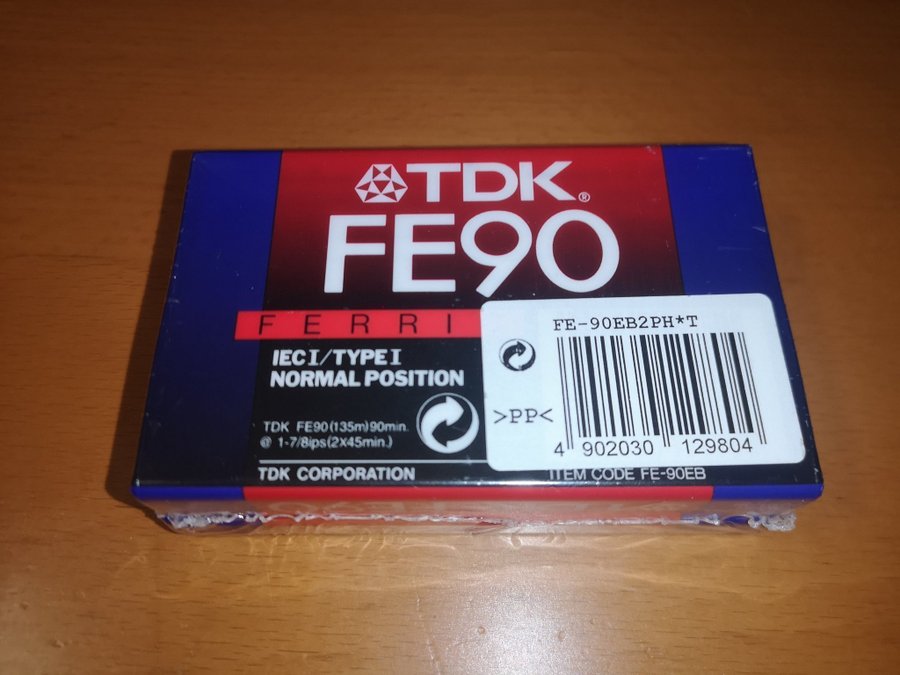 TDK®
FE90
FERRI
FE-90EB2PH*T
IEC I/TYPE I
NORMAL POSITION
>PP<
TDK FE90(135m)90min.
@ 1-7/8ips(2X45min.)
4 902030 129804
TDK CORPORATION
ITEM CODE FE-90EB